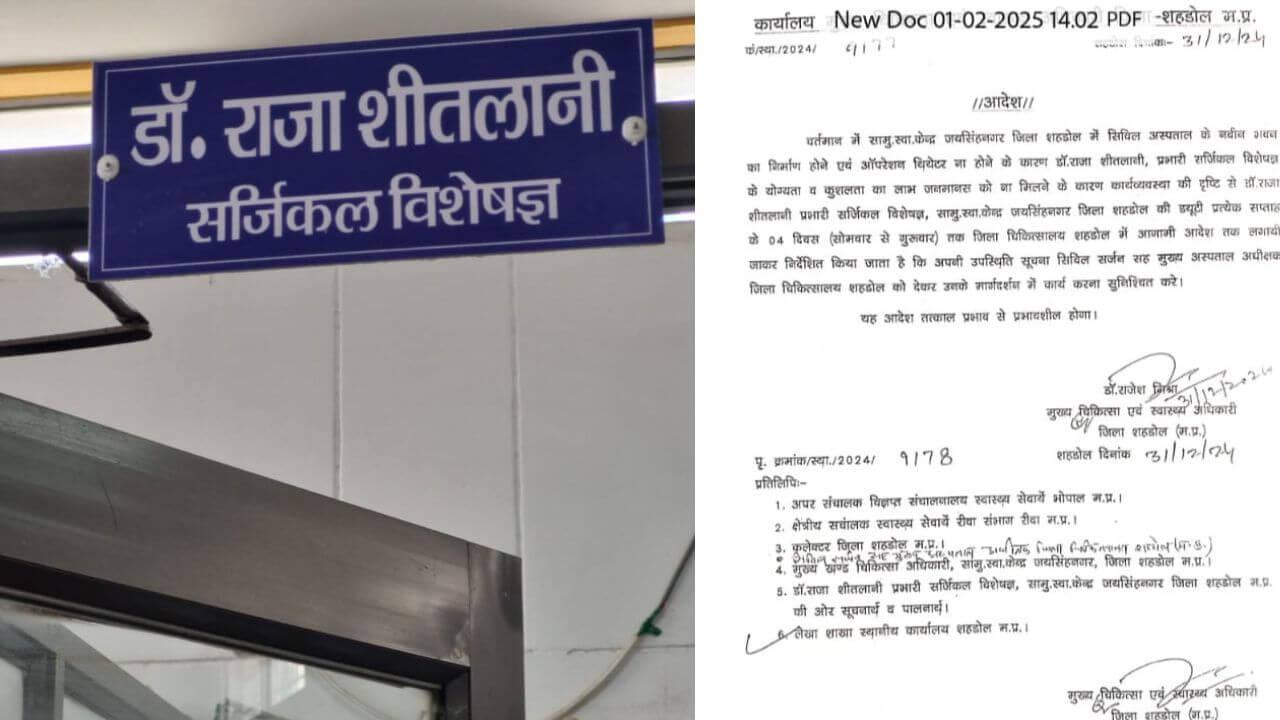 डॉ. राजा शीतलानी
सर्जिकल विशेषज्ञ
कार्यालय New Doc 01-02-2025 14.02 PDF -शहडोल म.प्र.
क्र/स्था./2024/ 9177 दिनांक:- 31/12/24
//आदेश//
वर्तमान में सामु.स्वा.केन्द्र जयसिंहनगर जिला शहडोल में सिविल अस्पताल के नवीन भवन
का निर्माण होने एवं ऑपरेशन थियेटर ना होने के कारण डॉ.राजा शीतलानी, प्रभारी सर्जिकल विशेषज्ञ
के योग्यता व कुशलता का लाभ जनमानस को ना मिलने के कारण कार्यव्यवस्था की दृष्टि से डॉ.राजा
शीतलानी प्रभारी सर्जिकल विशेषज्ञ, सामु.स्वा.केन्द्र जयसिंहनगर जिला शहडोल की ड्यूटी प्रत्येक सप्ताह
के 04 दिवस (सोमवार से गुरूवार) तक जिला चिकित्सालय शहडोल में आगामी आदेश तक लगायी
जाकर निर्देशित किया जाता है कि अपनी उपस्थिति सूचना सिविल सर्जन सह मुख्य अस्पताल अधीक्षक
जिला चिकित्सालय शहडोल को देकर उनके मार्गदर्शन में कार्य करना सुनिश्चित करे।
यह आदेश तत्काल प्रभाव से प्रभावशील होगा।
डॉ.राजेश मिश्रा
31/12/2024
मुख्य चिकित्सा एवं स्वास्थ्य अधिकारी
जिला शहडोल (म.प्र.)
पृ. क्रमांक/स्था./2024/ 9178 शहडोल दिनांक 31/12/24
प्रतिलिपि:-
1. अपर संचालक विज्ञप्त संचालनालय स्वास्थ्य सेवायें भोपाल म.प्र.।
2. क्षेत्रीय सचांलक स्वास्थ्य सेवायें रीवा संभाग रीवा म.प्र.।
3. कलेक्टर जिला शहडोल म.प्र.।
4. मुख्य खण्ड चिकित्सा अधिकारी, सामु.स्वा.केन्द्र जयसिंहनगर, जिला शहडोल म.प्र.।
5. डॉ.राजा शीतलानी प्रभारी सर्जिकल विशेषज्ञ, सामु.स्वा.केन्द्र जयसिंहनगर जिला शहडोल म.प्र.
की ओर सूचनार्थ व पालनार्थ।
6. लेखा शाखा स्थानीय कार्यालय शहडोल म.प्र.।
मुख्य चिकित्सा एवं स्वास्थ्य अधिकारी
जिला शहडोल (म.प्र.)